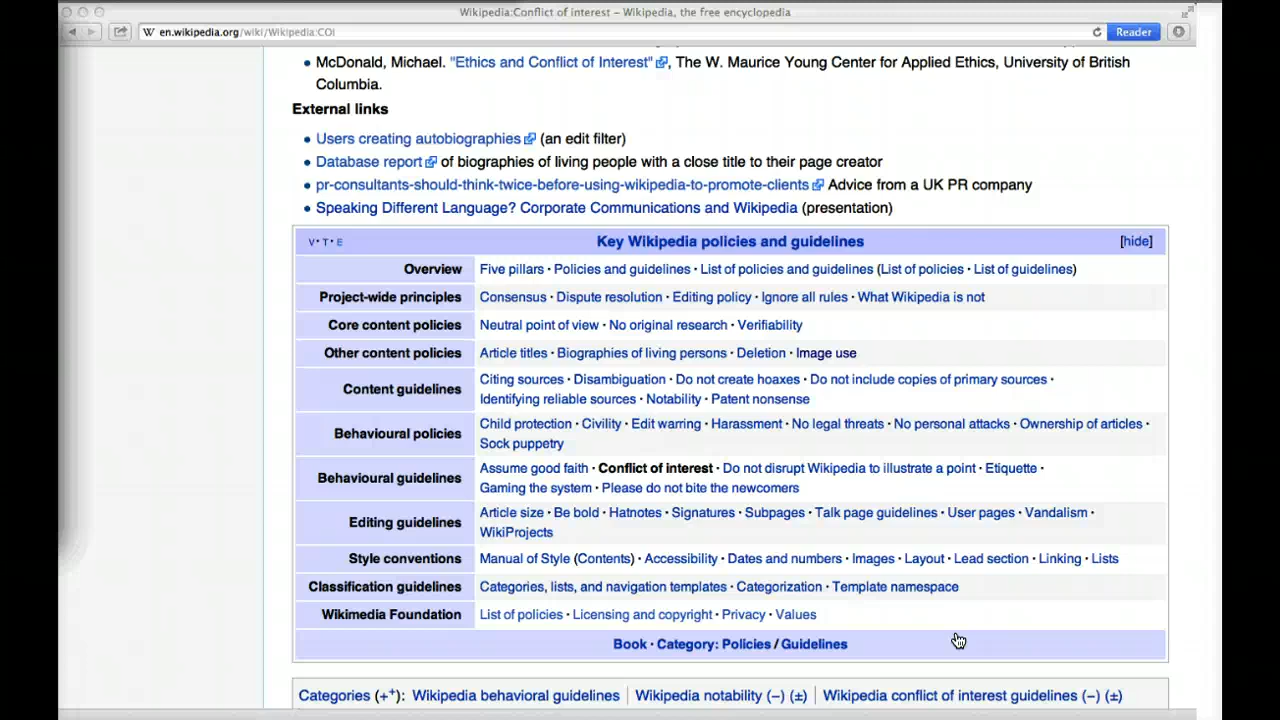 Wikipedia:Conflict of interest – Wikipedia, the free encyclopedia
W en.wikipedia.org/wiki/Wikipedia:COI
Reader
McDonald, Michael. "Ethics and Conflict of Interest", The W. Maurice Young Center for Applied Ethics, University of British
Columbia.
External links
Users creating autobiographies (an edit filter)
Database report of biographies of living people with a close title to their page creator
pr-consultants-should-think-twice-before-using-wikipedia-to-promote-clients Advice from a UK PR company
Speaking Different Language? Corporate Communications and Wikipedia (presentation)
V · T · E Key Wikipedia policies and guidelines [hide]
Overview Five pillars · Policies and guidelines · List of policies and guidelines (List of policies · List of guidelines)
Project-wide principles Consensus · Dispute resolution · Editing policy · Ignore all rules · What Wikipedia is not
Core content policies Neutral point of view · No original research · Verifiability
Other content policies Article titles · Biographies of living persons · Deletion · Image use
Content guidelines Citing sources · Disambiguation · Do not create hoaxes · Do not include copies of primary sources ·
Identifying reliable sources · Notability · Patent nonsense
Behavioural policies Child protection · Civility · Edit warring · Harassment · No legal threats · No personal attacks · Ownership of articles ·
Sock puppetry
Behavioural guidelines Assume good faith · Conflict of interest · Do not disrupt Wikipedia to illustrate a point · Etiquette ·
Gaming the system · Please do not bite the newcomers
Editing guidelines Article size · Be bold · Hatnotes · Signatures · Subpages · Talk page guidelines · User pages · Vandalism ·
WikiProjects
Style conventions Manual of Style (Contents) · Accessibility · Dates and numbers · Images · Layout · Lead section · Linking · Lists
Classification guidelines Categories, lists, and navigation templates · Categorization · Template namespace
Wikimedia Foundation List of policies · Licensing and copyright · Privacy · Values
Book · Category: Policies / Guidelines
Categories (+⁺): Wikipedia behavioral guidelines | Wikipedia notability (−) (±) | Wikipedia conflict of interest guidelines (−) (±)